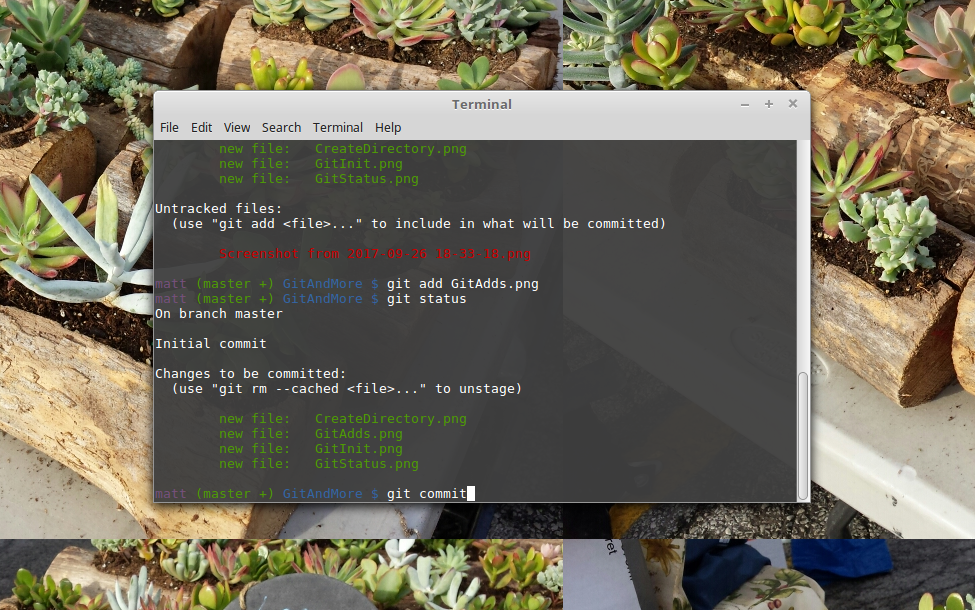 Terminal
File Edit View Search Terminal Help
new file: CreateDirectory.png
new file: GitInit.png
new file: GitStatus.png
Untracked files:
(use "git add <file>..." to include in what will be committed)
Screenshot from 2017-09-26 18-33-18.png
matt (master +) GitAndMore $ git add GitAdds.png
matt (master +) GitAndMore $ git status
On branch master
Initial commit
Changes to be committed:
(use "git rm --cached <file>..." to unstage)
new file: CreateDirectory.png
new file: GitAdds.png
new file: GitInit.png
new file: GitStatus.png
matt (master +) GitAndMore $ git commit